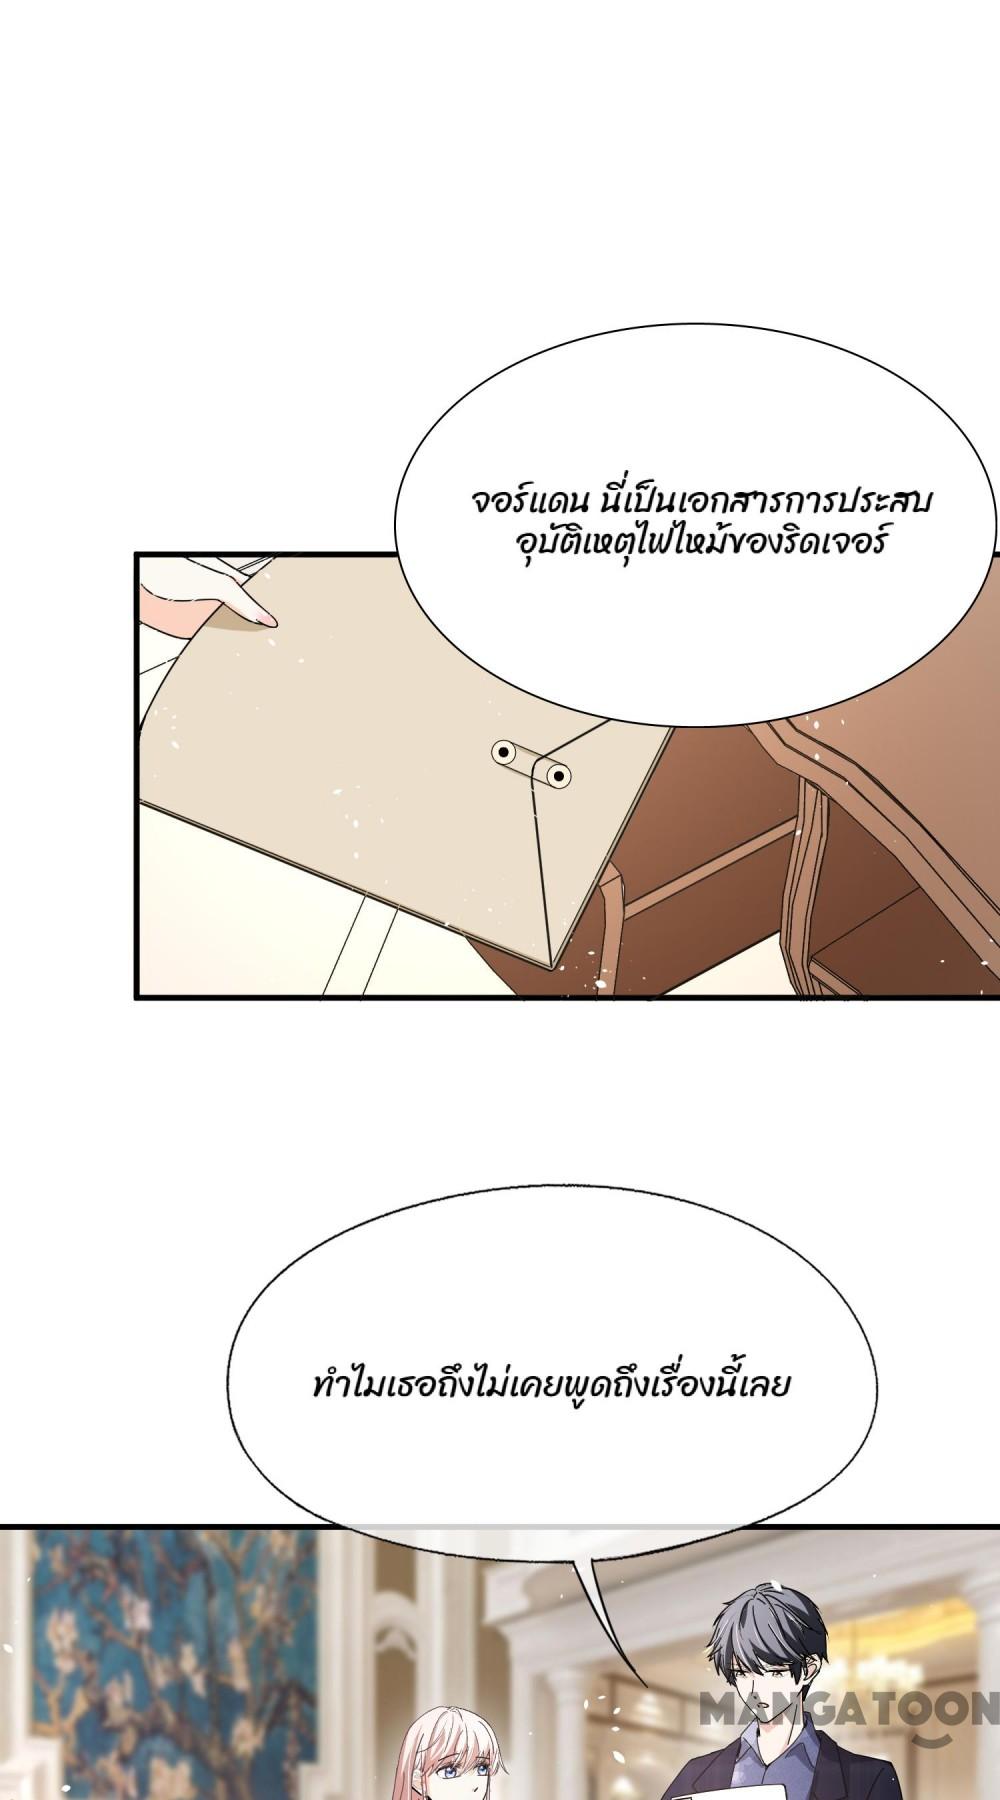 จอร์แดน นี่เป็นเอกสารการประสบ
อุบัติเหตุไฟไหม้ของริดเจอร์
ทำไมเธอถึงไม่เคยพูดถึงเรื่องนี้เลย
MANGATOON